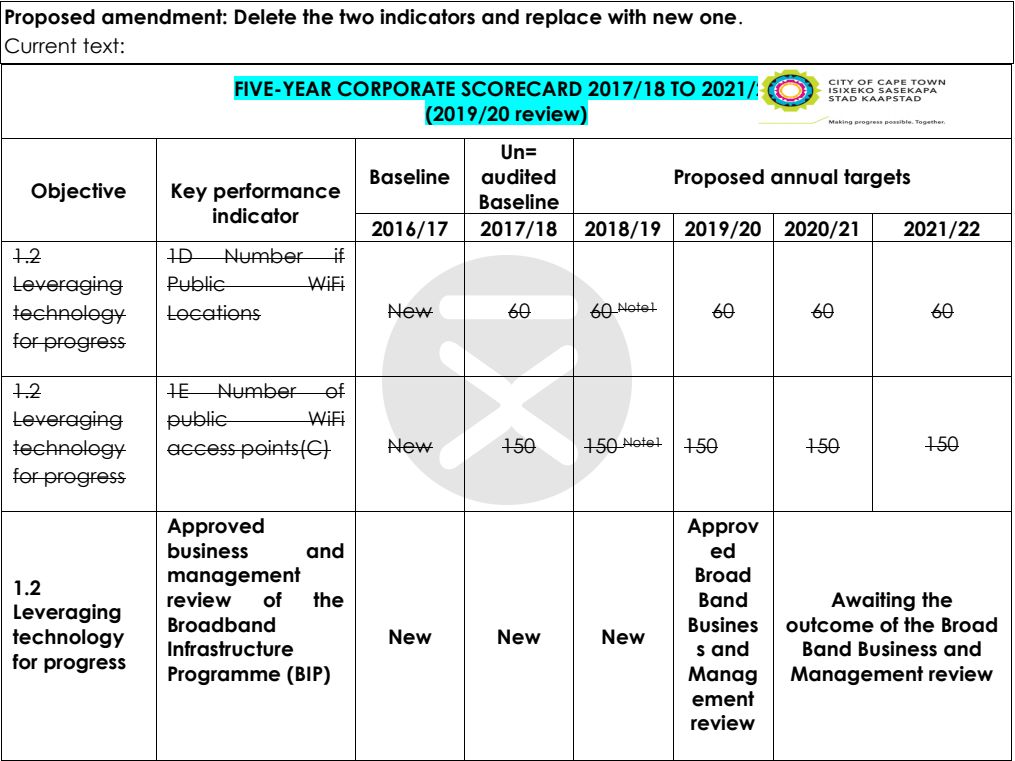 Proposed amendment: Delete the two indicators and replace with new one.
Current text:
FIVE-YEAR CORPORATE SCORECARD 2017/18 TO 2021/
(2019/20 review)
CITY OF CAPE TOWN
ISIXEKO SASEKAPA
STAD KAAPSTAD
Making progress possible. Together.
Objective
Key performance
indicator
Baseline
Un=
audited
Baseline
Proposed annual targets
2016/17
2017/18
2018/19
2019/20
2020/21
2021/22
1.2
Leveraging
technology
for progress
1D Number if
Public WiFi
Locations
New
60
60 Note1
60
60
60
1.2
Leveraging
technology
for progress
1E Number of
public WiFi
access points(C)
New
150
150 Note1
150
150
150
1.2
Leveraging
technology
for progress
Approved
business and
management
review of the
Broadband
Infrastructure
Programme (BIP)
New
New
New
Approv
ed
Broad
Band
Busines
s and
Manag
ement
review
Awaiting the
outcome of the Broad
Band Business and
Management review